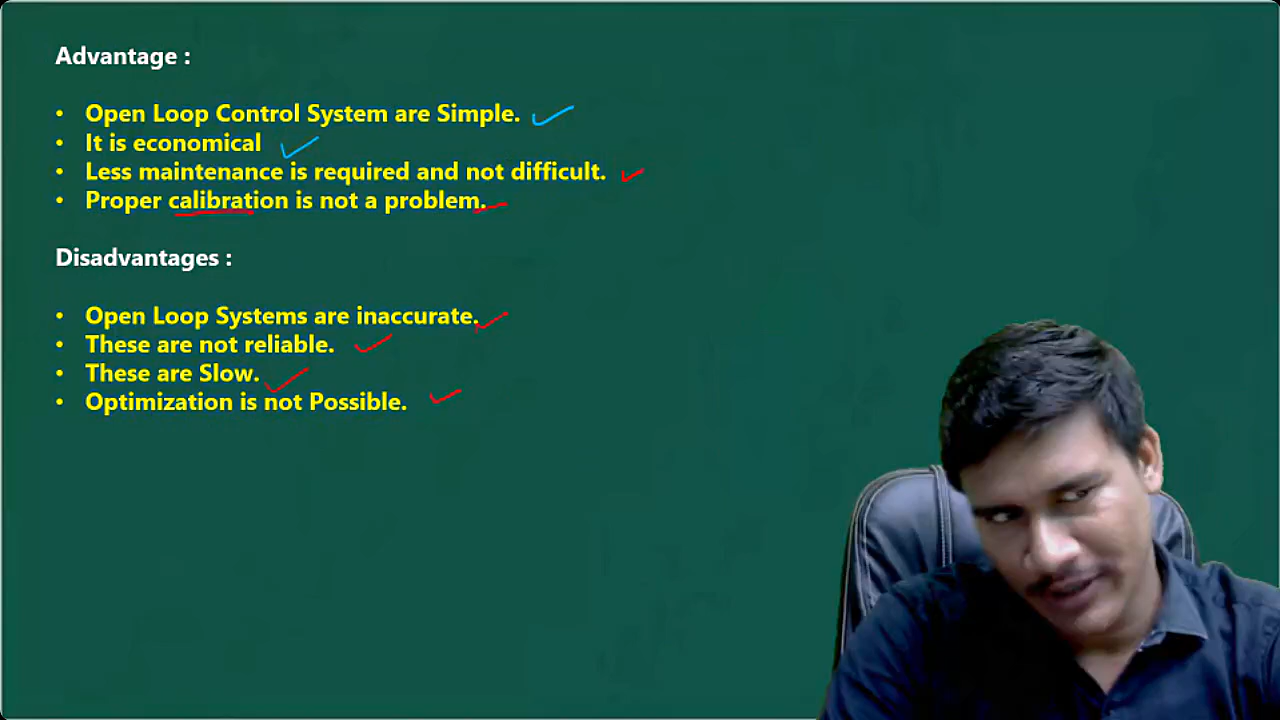 Advantage :
• Open Loop Control System are Simple.
• It is economical
• Less maintenance is required and not difficult.
• Proper calibration is not a problem.
Disadvantages :
• Open Loop Systems are inaccurate.
• These are not reliable.
• These are Slow.
• Optimization is not Possible.